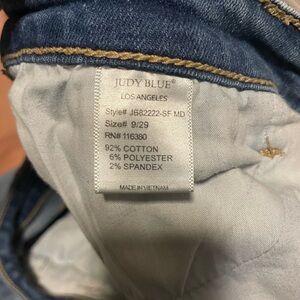 JUDY BLUE®
LOS ANGELES
Style# JB82222-SF MD
Size# 9/29
RN# 116380
92% COTTON
6% POLYESTER
2% SPANDEX
MADE IN VIETNAM